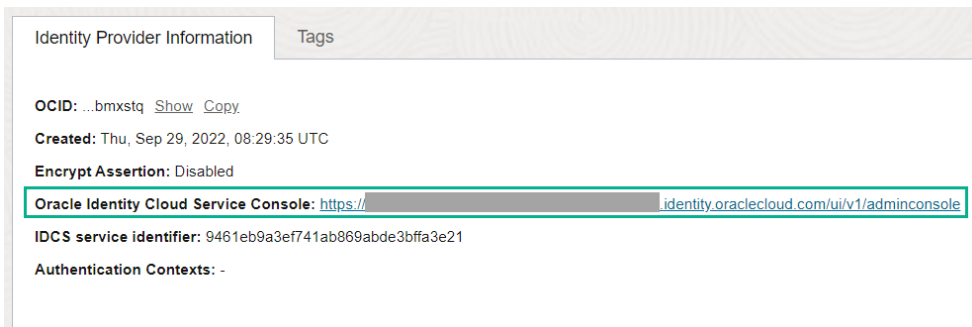 Identity Provider Information Tags
OCID: ...bmxstq Show Copy
Created: Thu, Sep 29, 2022, 08:29:35 UTC
Encrypt Assertion: Disabled
Oracle Identity Cloud Service Console: https:// .identity.oraclecloud.com/ui/v1/adminconsole
IDCS service identifier: 9461eb9a3ef741ab869abde3bffa3e21
Authentication Contexts: -